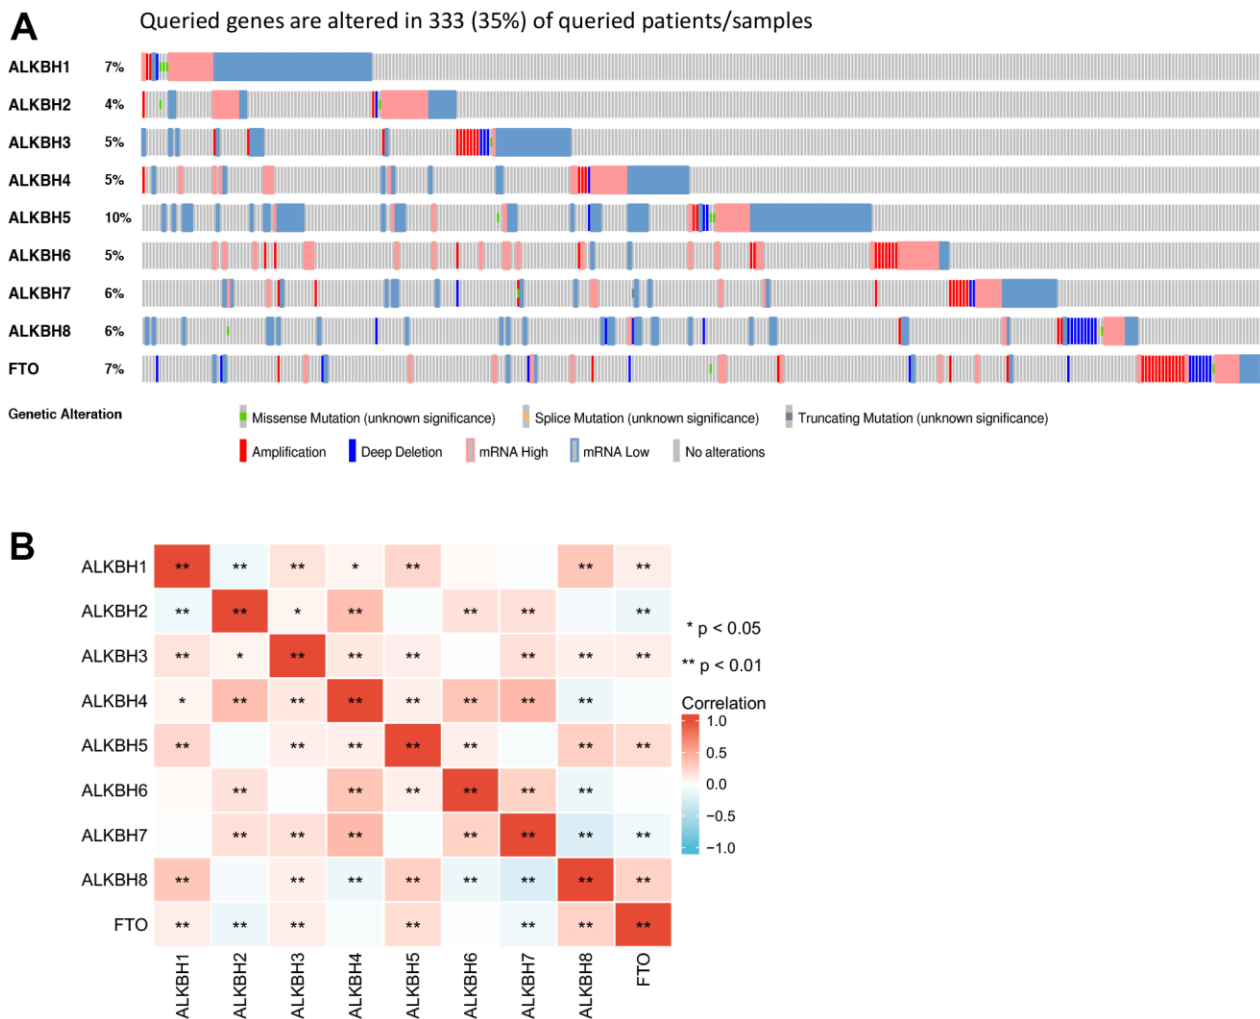 A
Queried genes are altered in 333 (35%) of queried patients/samples
ALKBH1 7%
ALKBH2 4%
ALKBH3 5%
ALKBH4 5%
ALKBH5 10%
ALKBH6 5%
ALKBH7 6%
ALKBH8 6%
FTO 7%
Genetic Alteration
Missense Mutation (unknown significance) Splice Mutation (unknown significance) Truncating Mutation (unknown significance)
Amplification Deep Deletion mRNA High mRNA Low No alterations
B
ALKBH1 ** ** ** * ** ** **
ALKBH2 ** ** * ** ** ** **
ALKBH3 ** * ** ** ** ** ** **
ALKBH4 * ** ** ** ** ** ** **
ALKBH5 ** ** ** ** ** ** **
ALKBH6 ** ** ** ** ** **
ALKBH7 ** ** ** ** ** ** **
ALKBH8 ** ** ** ** ** ** ** **
FTO ** ** ** ** ** ** **
ALKBH1 ALKBH2 ALKBH3 ALKBH4 ALKBH5 ALKBH6 ALKBH7 ALKBH8 FTO
* p < 0.05
** p < 0.01
Correlation
1.0
0.5
0.0
−0.5
−1.0